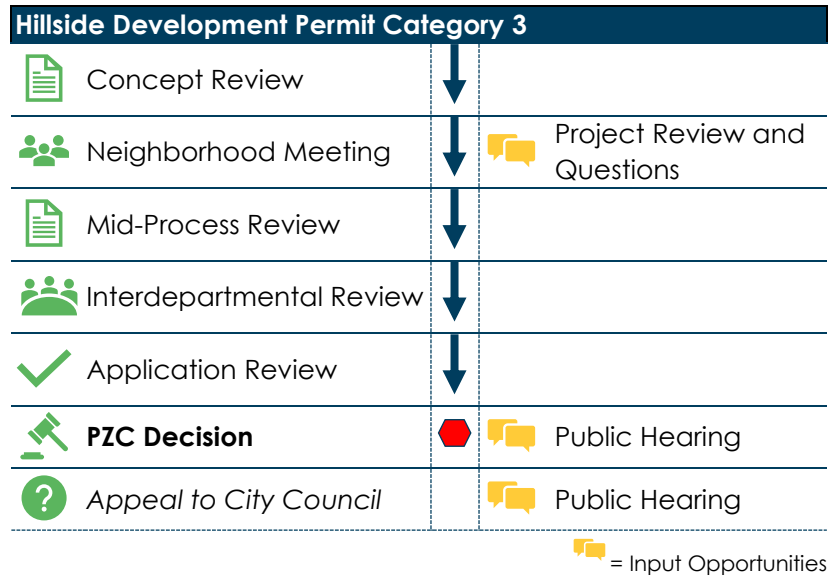 Hillside Development Permit Category 3
Concept Review
Neighborhood Meeting
Project Review and
Questions
Mid-Process Review
Interdepartmental Review
Application Review
PZC Decision
Public Hearing
?
Appeal to City Council
Public Hearing
= Input Opportunities